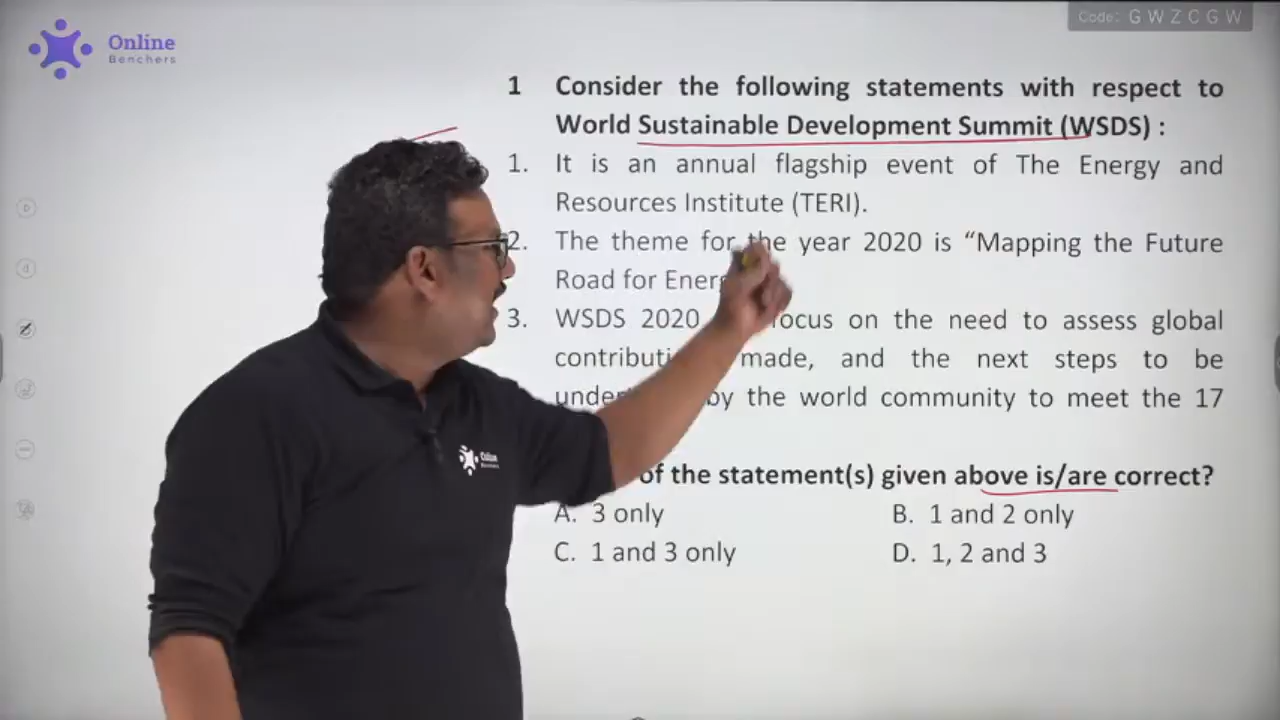 Online
Benchers
Code: G W Z C G W
1 Consider the following statements with respect to
World Sustainable Development Summit (WSDS) :
1. It is an annual flagship event of The Energy and
Resources Institute (TERI).
2. The theme for the year 2020 is “Mapping the Future
Road for
3. WSDS 2020 on the need to assess global
made, and the next steps to be
by the world community to meet the 17
of the statement(s) given above is/are correct?
A. 3 only
B. 1 and 2 only
C. 1 and 3 only
D. 1, 2 and 3
Online
Benchers